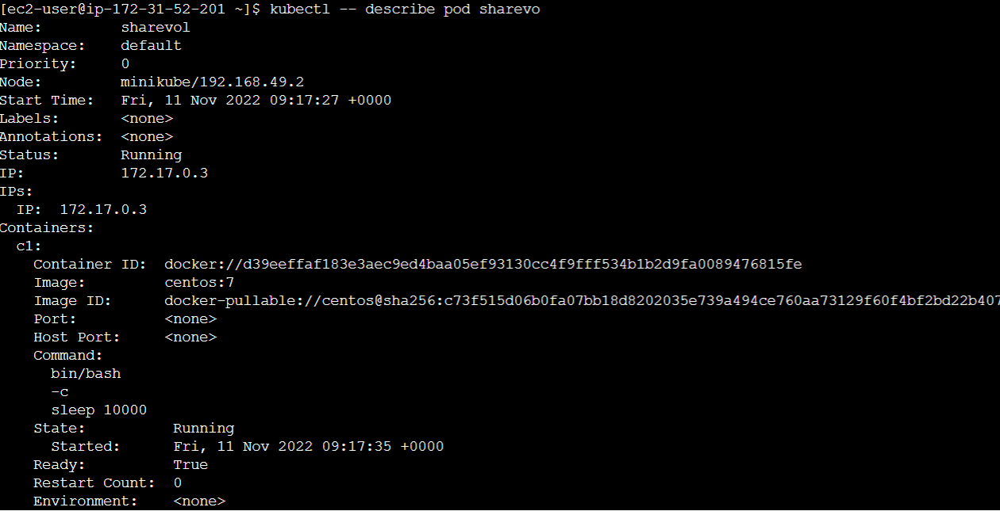 [ec2-user@ip-172-31-52-201 ~]$ kubectl -- describe pod sharevo
Name:         sharevol
Namespace:    default
Priority:     0
Node:         minikube/192.168.49.2
Start Time:   Fri, 11 Nov 2022 09:17:27 +0000
Labels:       <none>
Annotations:  <none>
Status:       Running
IP:           172.17.0.3
IPs:
  IP:  172.17.0.3
Containers:
  c1:
    Container ID:  docker://d39eeffaf183e3aec9ed4baa05ef93130cc4f9fff534b1b2d9fa0089476815fe
    Image:         centos:7
    Image ID:      docker-pullable://centos@sha256:c73f515d06b0fa07bb18d8202035e739a494ce760aa73129f60f4bf2bd22b407
    Port:          <none>
    Host Port:     <none>
    Command:
      bin/bash
      -c
      sleep 10000
    State:          Running
      Started:      Fri, 11 Nov 2022 09:17:35 +0000
    Ready:          True
    Restart Count:  0
    Environment:    <none>